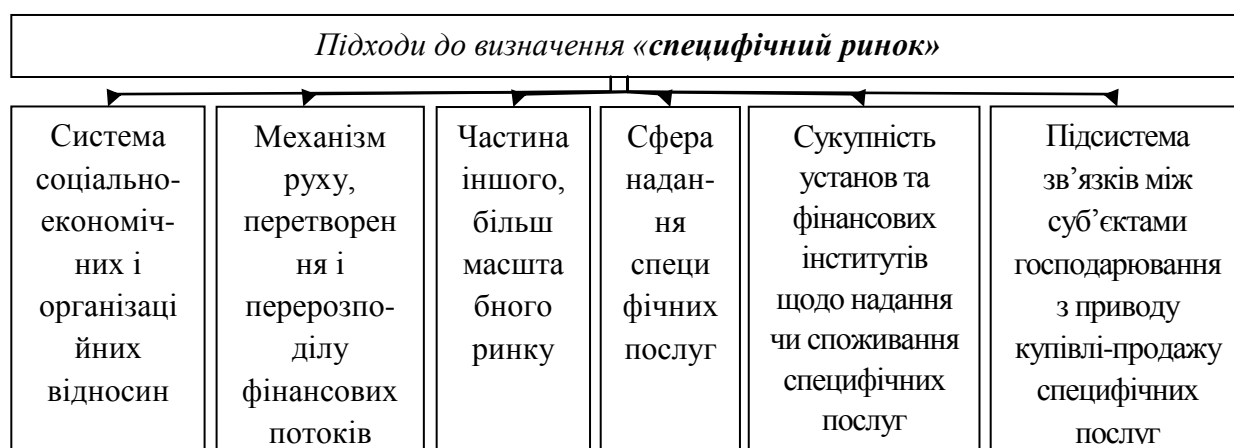 Підходи до визначення «специфічний ринок»
Система
соціально-
економіч-
них і
організаці
йних
відносин
Механізм
руху,
перетворен
ня і
перерозпо-
ділу
фінансових
потоків
Частина
іншого,
більш
масшта
бного
ринку
Сфера
надан-
ня
специ
фічних
послуг
Сукупність
установ та
фінансових
інститутів
щодо надання
чи споживання
специфічних
послуг
Підсистема
зв’язків між
суб’єктами
господарювання
з приводу
купівлі-продажу
специфічних
послуг